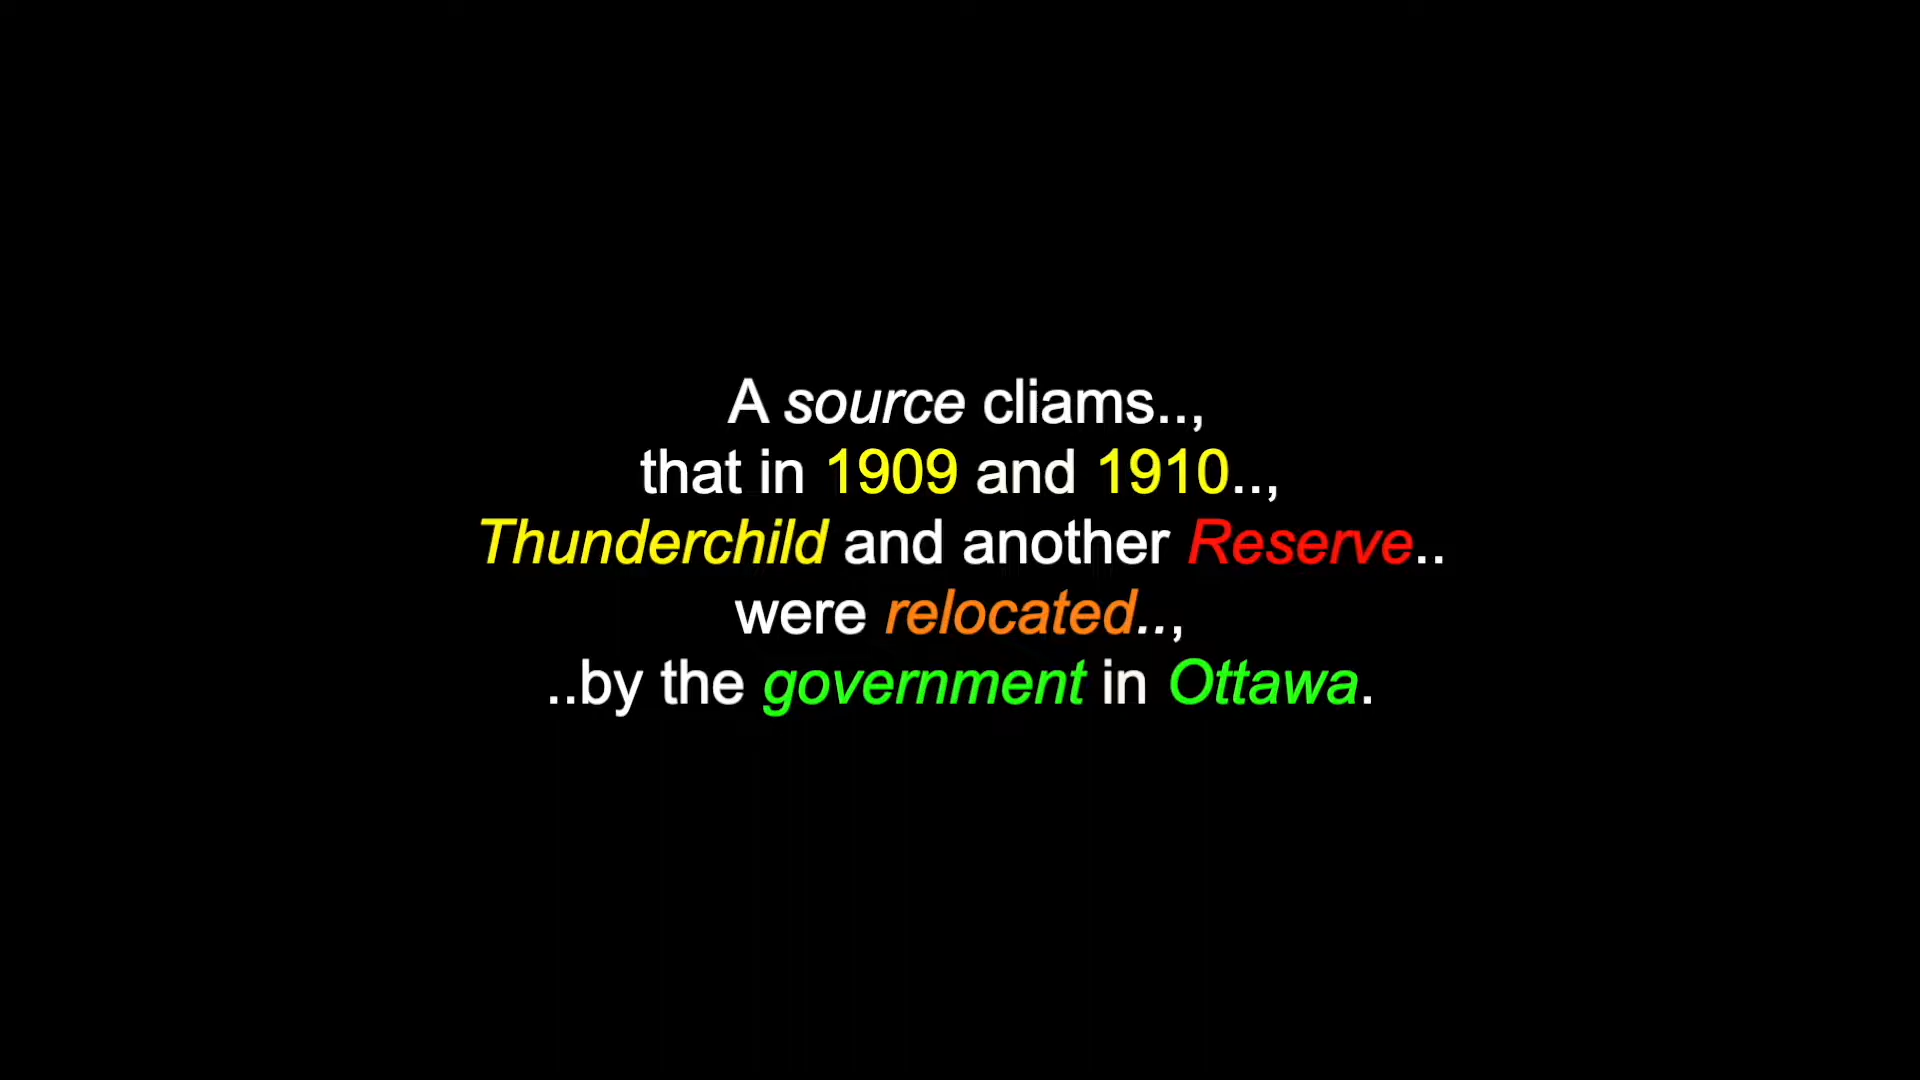 A source cliams..,
that in 1909 and 1910..,
Thunderchild and another Reserve..
were relocated..,
..by the government in Ottawa.